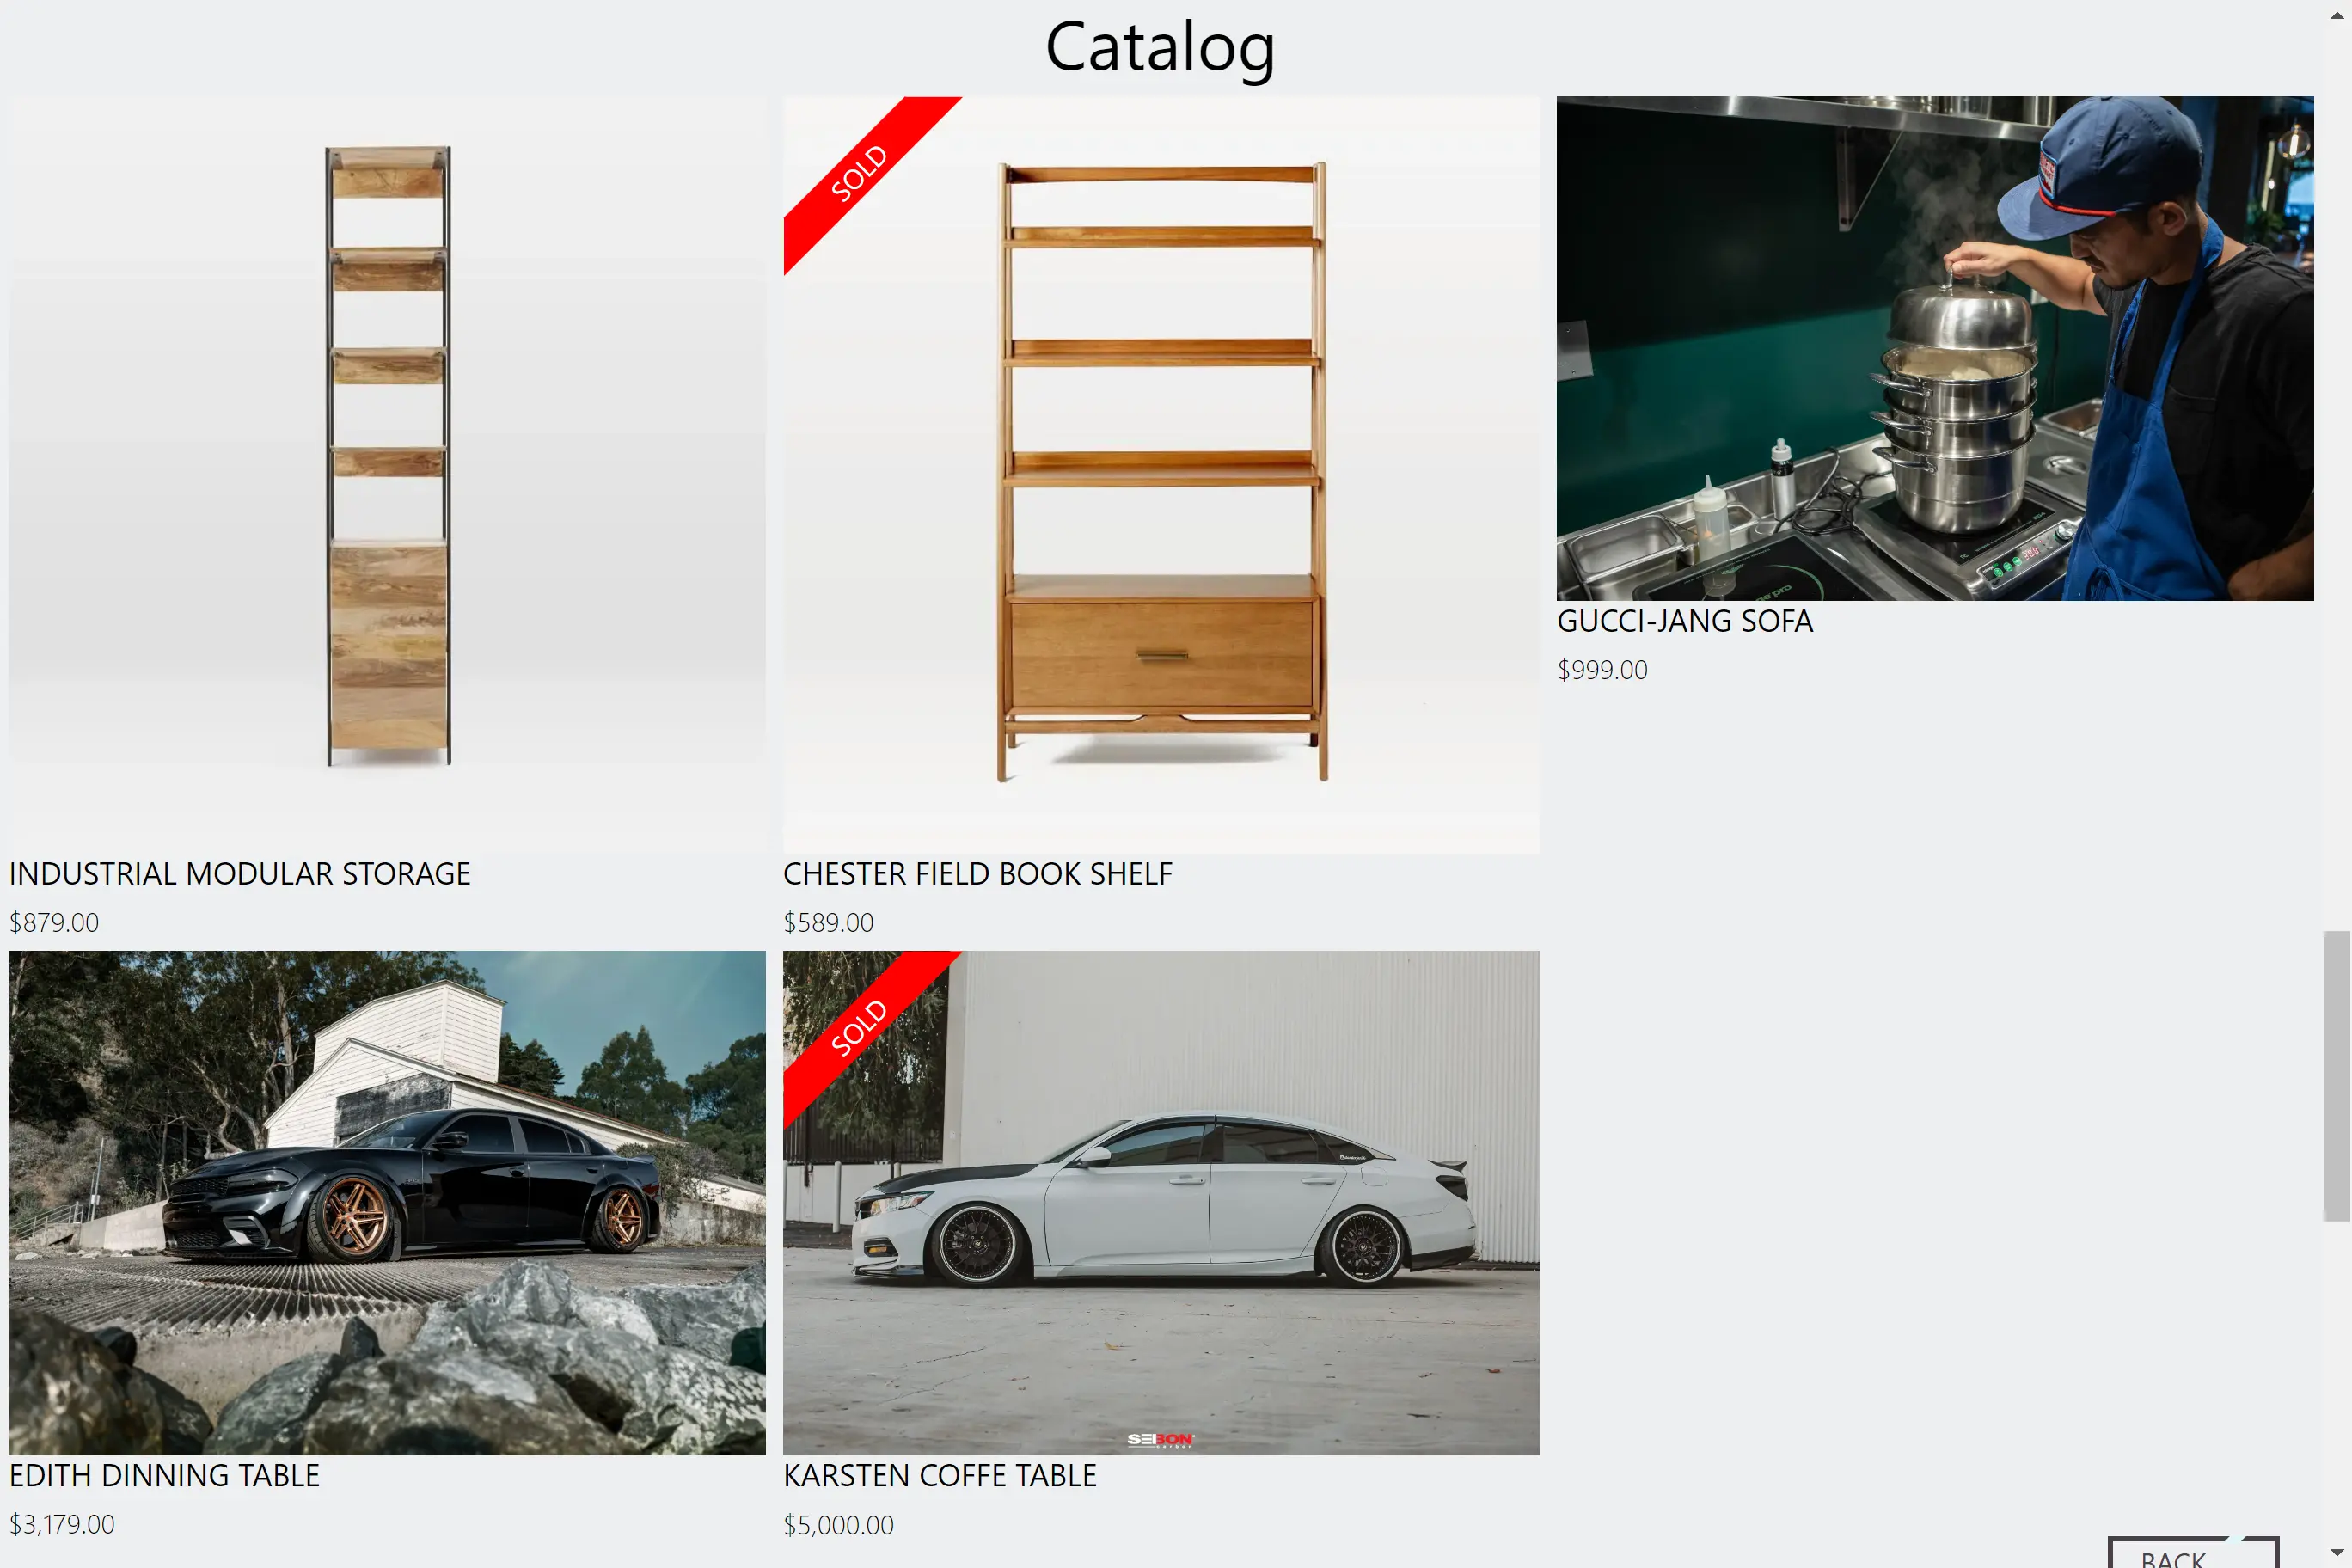 Catalog
SOLD
INDUSTRIAL MODULAR STORAGE
$879.00
CHESTER FIELD BOOK SHELF
$589.00
GUCCI-JANG SOFA
$999.00
SOLD
SEIBON
carbon
EDITH DINNING TABLE
$3,179.00
KARSTEN COFFE TABLE
$5,000.00
BACK